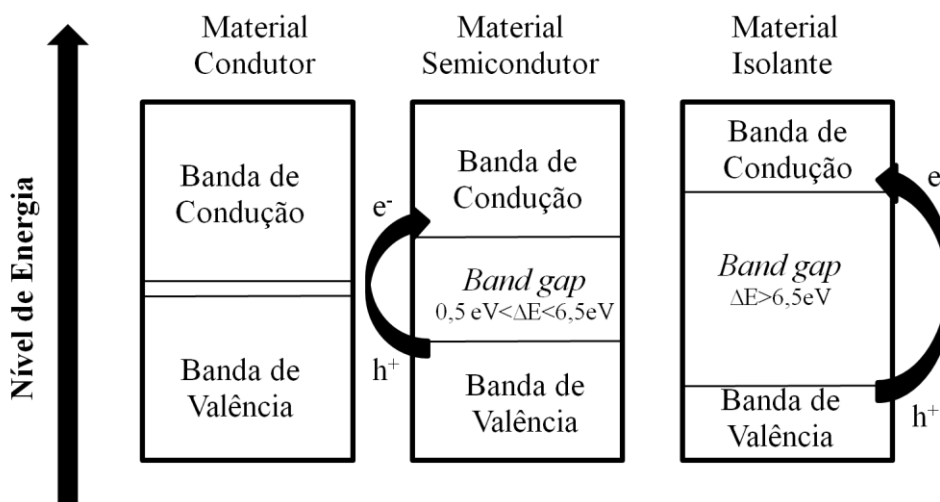 Nível de Energia
Material
Condutor
Banda de
Condução
Banda de
Valência
Material
Semicondutor
Banda de
Condução
e-
Band gap
0,5 eV<ΔE<6,5eV
h+
Banda de
Valência
Material
Isolante
Banda de
Condução
e
Band gap
ΔE>6,5eV
Banda de
Valência
h+